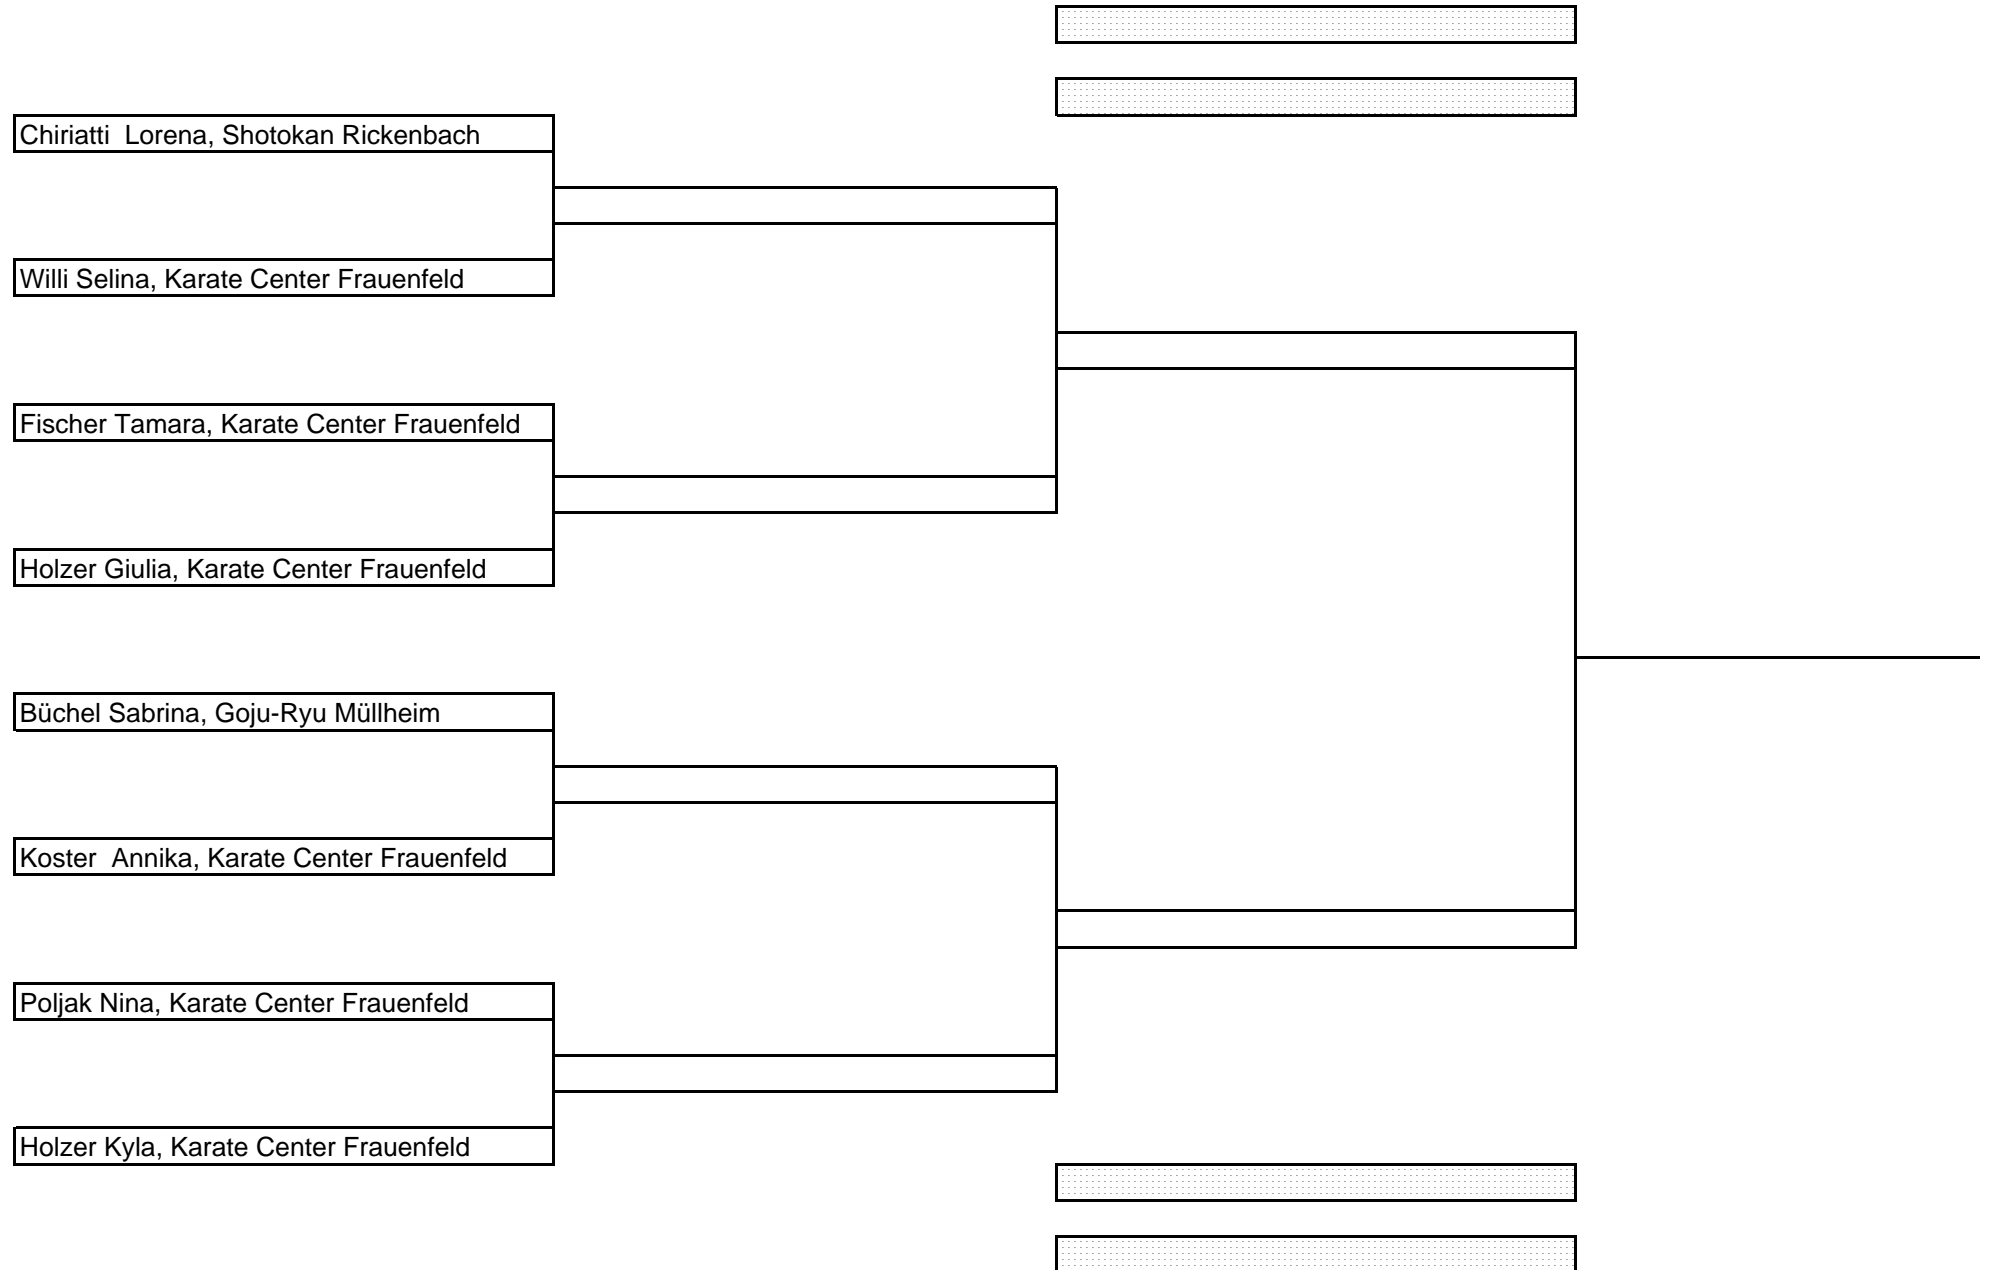 Chiriatti  Lorena, Shotokan Rickenbach
Willi Selina, Karate Center Frauenfeld
Fischer Tamara, Karate Center Frauenfeld
Holzer Giulia, Karate Center Frauenfeld
Büchel Sabrina, Goju-Ryu Müllheim
Koster  Annika, Karate Center Frauenfeld
Poljak Nina, Karate Center Frauenfeld
Holzer Kyla, Karate Center Frauenfeld